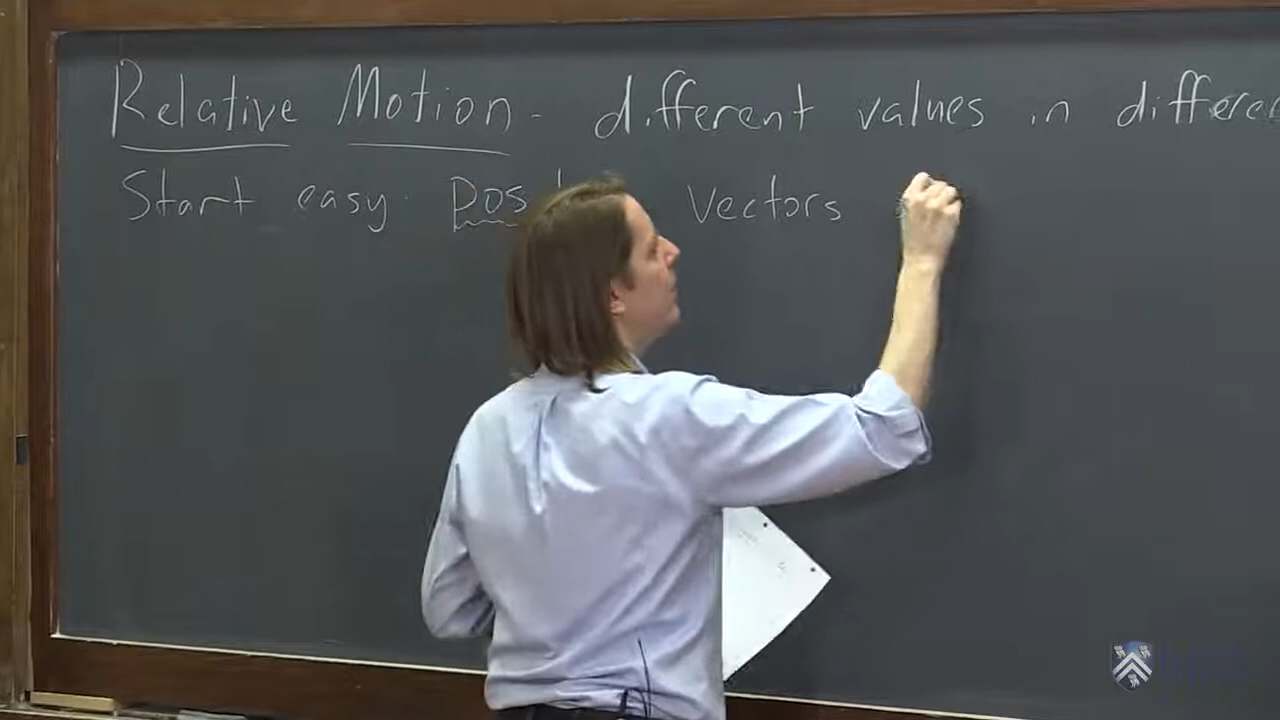 Relative Motion - different values in differe
Start easy. Pos vectors